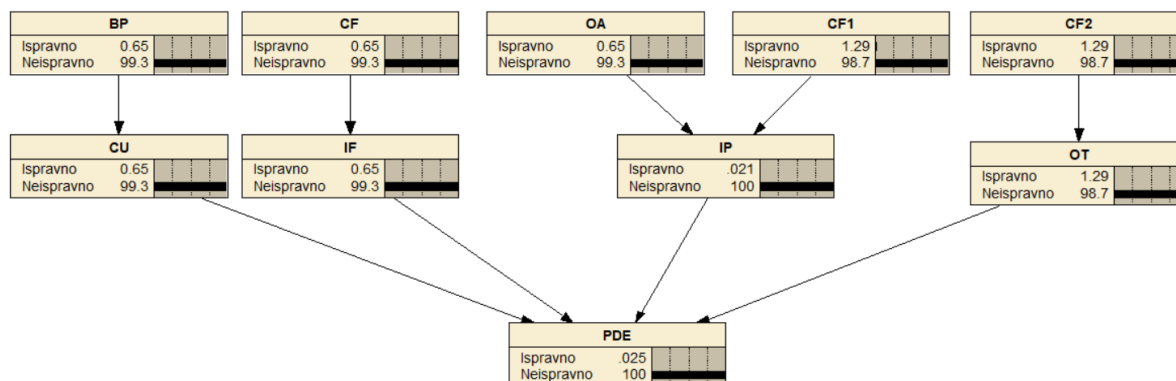 BP
Ispravno 0.65
Neispravno 99.3
CF
Ispravno 0.65
Neispravno 99.3
OA
Ispravno 0.65
Neispravno 99.3
CF1
Ispravno 1.29
Neispravno 98.7
CF2
Ispravno 1.29
Neispravno 98.7
CU
Ispravno 0.65
Neispravno 99.3
IF
Ispravno 0.65
Neispravno 99.3
IP
Ispravno .021
Neispravno 100
OT
Ispravno 1.29
Neispravno 98.7
PDE
Ispravno .025
Neispravno 100